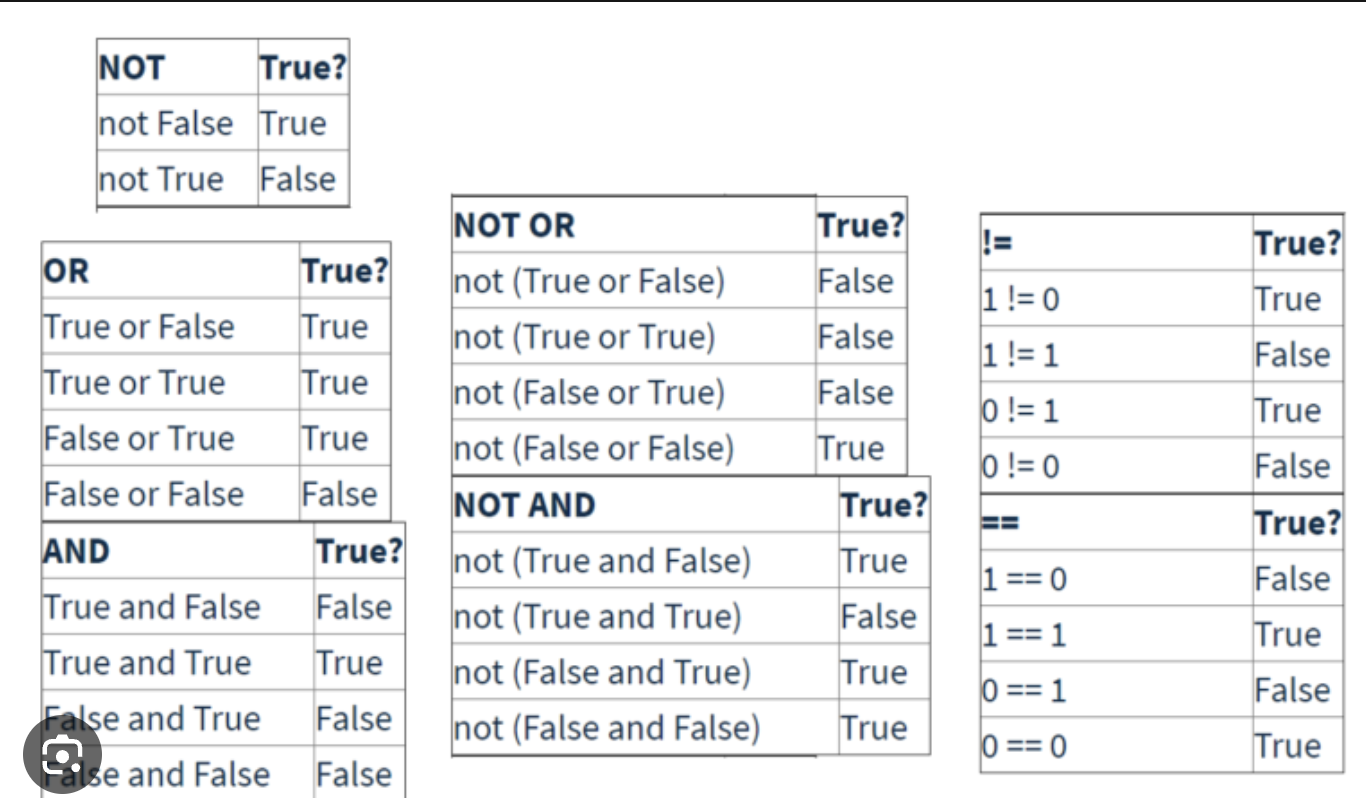 NOT True?
not False True
not True False
OR True?
True or False True
True or True True
False or True True
False or False False
AND True?
True and False False
True and True True
False and True False
False and False False
NOT OR True?
not (True or False) False
not (True or True) False
not (False or True) False
not (False or False) True
NOT AND True?
not (True and False) True
not (True and True) False
not (False and True) True
not (False and False) True
!= True?
1 != 0 True
1 != 1 False
0 != 1 True
0 != 0 False
== True?
1 == 0 False
1 == 1 True
0 == 1 False
0 == 0 True